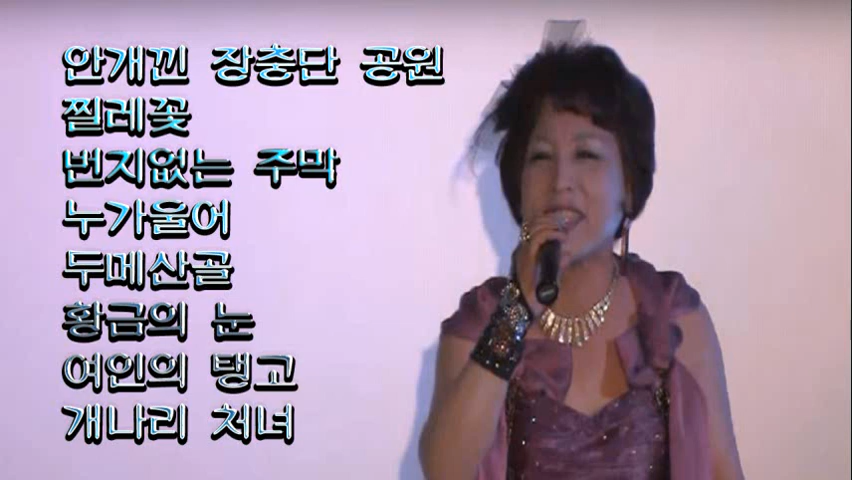 안개낀 장충단 공원
찔레꽃
번지없는 주막
누가울어
두메산골
황금의 눈
여인의 탱고
개나리 처녀